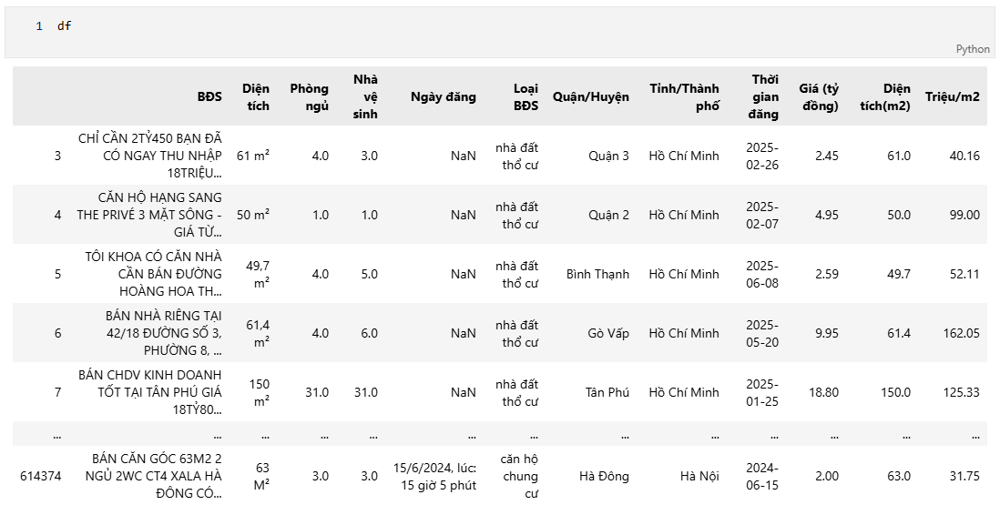 1 df
Python
BĐS Diện tích Phòng ngủ Nhà vệ sinh Ngày đăng Loại BĐS Quận/Huyện Tỉnh/Thành phố Thời gian đăng Giá (tỷ đồng) Diện tích(m2) Triệu/m2
3 CHỈ CẦN 2TỶ450 BẠN ĐÃ CÓ NGAY THU NHẬP 18TRIỆU... 61 m² 4.0 3.0 NaN nhà đất thổ cư Quận 3 Hồ Chí Minh 2025-02-26 2.45 61.0 40.16
4 CĂN HỘ HẠNG SANG THE PRIVÉ 3 MẶT SÔNG - GIÁ TỪ... 50 m² 1.0 1.0 NaN nhà đất thổ cư Quận 2 Hồ Chí Minh 2025-02-07 4.95 50.0 99.00
5 TÔI KHOA CÓ CĂN NHÀ CẦN BÁN ĐƯỜNG HOÀNG HOA TH... 49,7 m² 4.0 5.0 NaN nhà đất thổ cư Bình Thạnh Hồ Chí Minh 2025-06-08 2.59 49.7 52.11
6 BÁN NHÀ RIÊNG TẠI 42/18 ĐƯỜNG SỐ 3, PHƯỜNG 8, ... 61,4 m² 4.0 6.0 NaN nhà đất thổ cư Gò Vấp Hồ Chí Minh 2025-05-20 9.95 61.4 162.05
7 BÁN CHDV KINH DOANH TỐT TẠI TÂN PHÚ GIÁ 18TỶ80... 150 m² 31.0 31.0 NaN nhà đất thổ cư Tân Phú Hồ Chí Minh 2025-01-25 18.80 150.0 125.33
... ... ... ... ... ... ... ... ... ... ... ... ...
614374 BÁN CĂN GÓC 63M2 2 NGỦ 2WC CT4 XALA HÀ ĐÔNG CÓ... 63 M² 3.0 3.0 15/6/2024, lúc: 15 giờ 5 phút căn hộ chung cư Hà Đông Hà Nội 2024-06-15 2.00 63.0 31.75